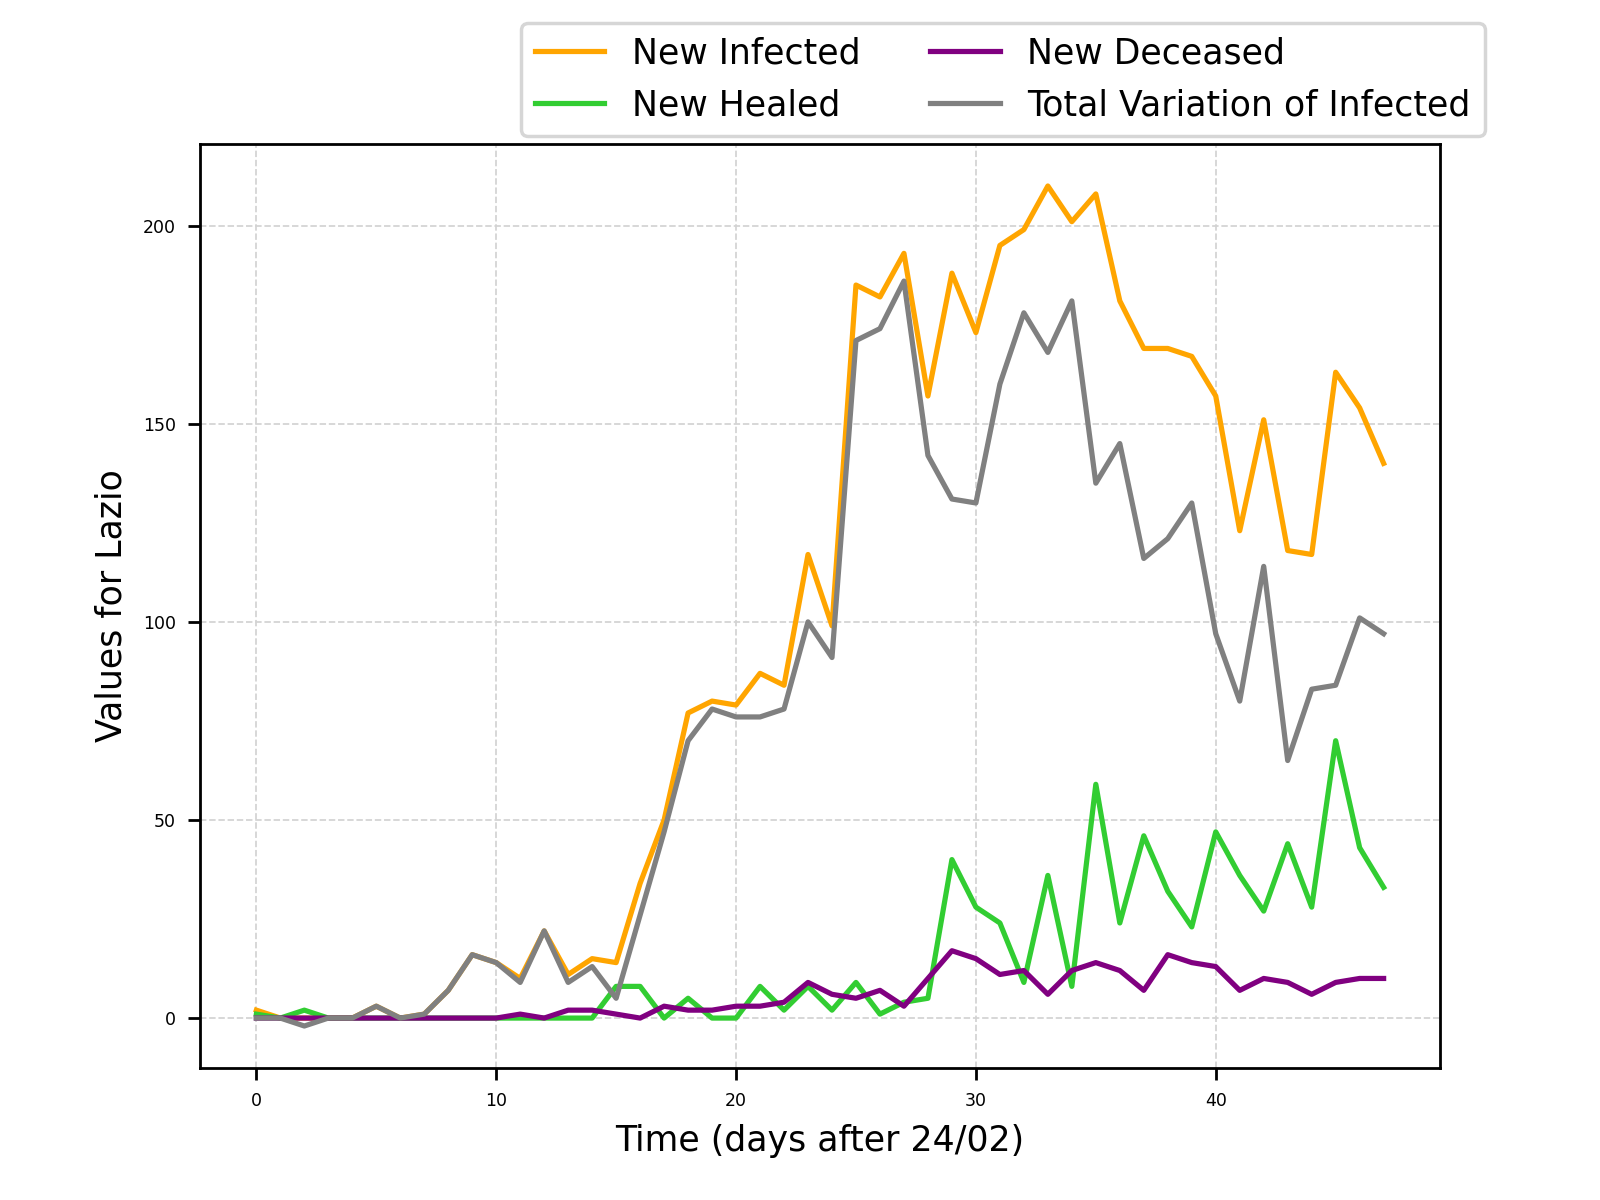 New Infected
New Healed
New Deceased
Total Variation of Infected
200
150
100
50
0
Values for Lazio
0 10 20 30 40
Time (days after 24/02)